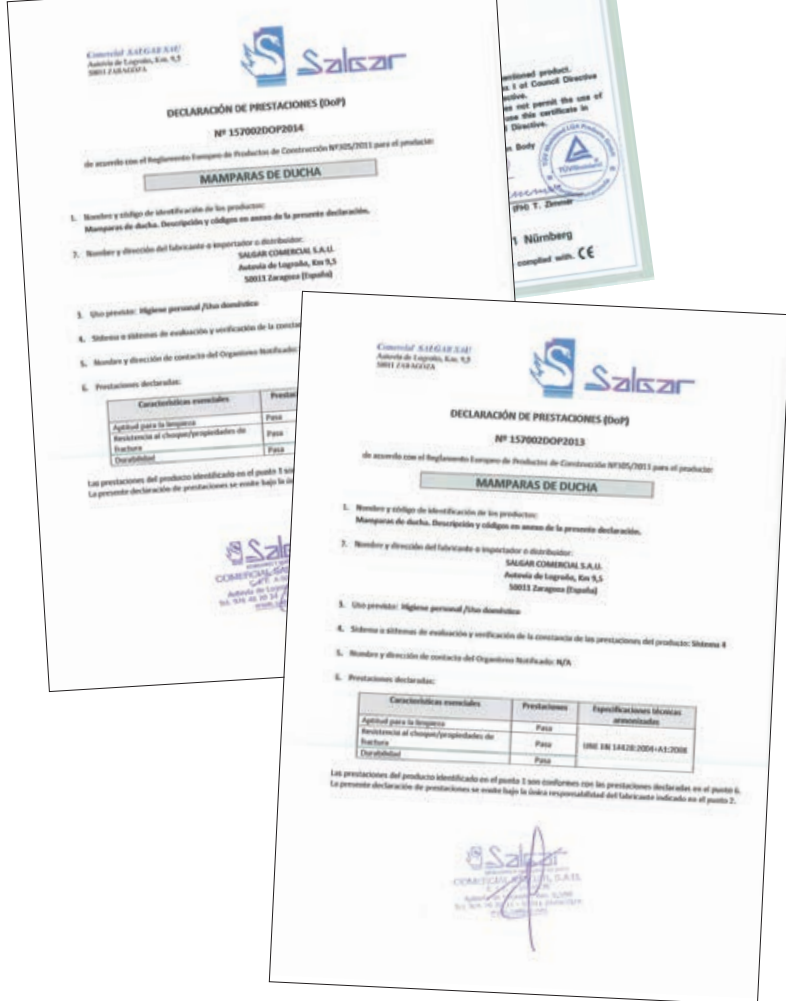 Comercial SALGAR SAU
Autovía de Logroño, Km. 9,5
50011 ZARAGOZA
Salgar
DECLARACIÓN DE PRESTACIONES (DoP)
Nº 157002DOP2014
de acuerdo con el Reglamento Europeo de Productos de Construcción Nº305/2011 para el producto:
MAMPARAS DE DUCHA
1. Nombre y código de identificación de los productos:
Mamparas de ducha. Descripción y códigos en anexo de la presente declaración.
2. Nombre y dirección del fabricante o importador o distribuidor:
SALGAR COMERCIAL S.A.U.
Autovía de Logroño, Km 9,5
50011 Zaragoza (España)
3. Uso previsto: Higiene personal /Uso doméstico
4. Sistema o sistemas de evaluación y verificación de la constan
5. Nombre y dirección de contacto del Organismo Notificado:
6. Prestaciones declaradas:
Características esenciales Prestac
Aptitud para la limpieza Pasa
Resistencia al choque/propiedades de
fractura Pasa
Durabilidad Pasa
Las prestaciones del producto identificado en el punto 1 son
La presente declaración de prestaciones se emite bajo la
entioned product.
I of Council Directive
ective.
not permit the use of
use this certificate in
Directive.
Body
(FH) T. Zimmer
Nürnberg
complied with. CE
Comercial SALGAR SAU
Autovía de Logroño, Km. 9,5
50011 ZARAGOZA
Salgar
DECLARACIÓN DE PRESTACIONES (DoP)
Nº 157002DOP2013
de acuerdo con el Reglamento Europeo de Productos de Construcción Nº305/2011 para el producto:
MAMPARAS DE DUCHA
1. Nombre y código de identificación de los productos:
Mamparas de ducha. Descripción y códigos en anexo de la presente declaración.
2. Nombre y dirección del fabricante o importador o distribuidor:
SALGAR COMERCIAL S.A.U.
Autovía de Logroño, Km 9,5
50011 Zaragoza (España)
3. Uso previsto: Higiene personal /Uso doméstico
4. Sistema o sistemas de evaluación y verificación de la constancia de las prestaciones del producto: Sistema 4
5. Nombre y dirección de contacto del Organismo Notificado: N/A
6. Prestaciones declaradas:
Características esenciales Prestaciones Especificaciones técnicas
armonizadas
Aptitud para la limpieza Pasa
Resistencia al choque/propiedades de
fractura Pasa UNE EN 14428:2004+A1:2008
Durabilidad Pasa
Las prestaciones del producto identificado en el punto 1 son conformes con las prestaciones declaradas en el punto 6.
La presente declaración de prestaciones se emite bajo la única responsabilidad del fabricante indicado en el punto 2.
Salgar